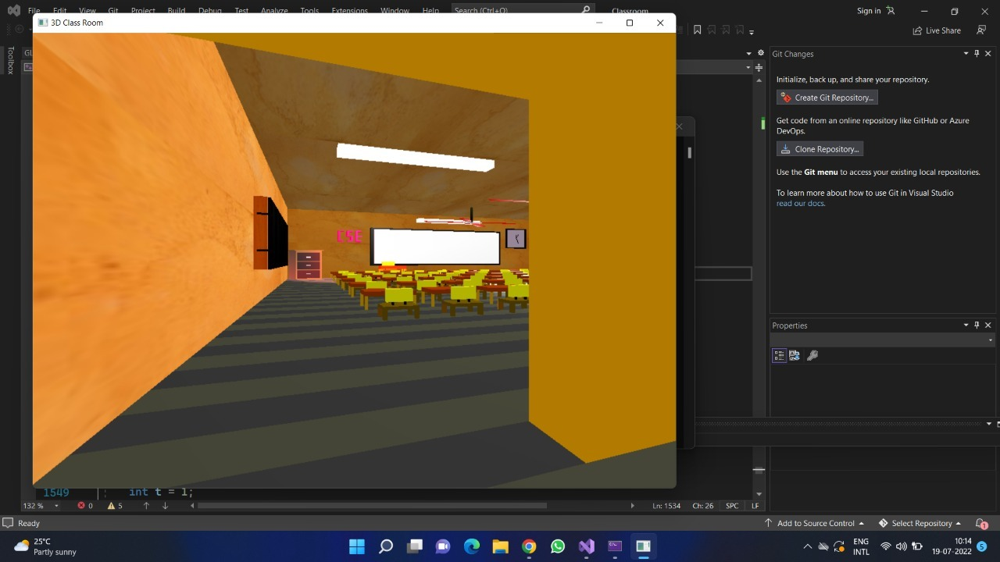 File Edit View Git Project Build Debug Test Analyze Tools Extensions Window Help Search (Ctrl+Q) Classroom Sign in
3D Class Room
Live Share
Toolbox
Git Changes
Initialize, back up, and share your repository.
Create Git Repository...
Get code from an online repository like GitHub or Azure
DevOps.
Clone Repository...
Use the Git menu to access your existing local repositories.
To learn more about how to use Git in Visual Studio
read our docs.
CSE
Properties
1549 int t = 1;
132 % 0 5 Ln: 1534 Ch: 26 SPC LF
Ready Add to Source Control Select Repository 1
25°C
Partly sunny
ENG
INTL
10:14
19-07-2022
5